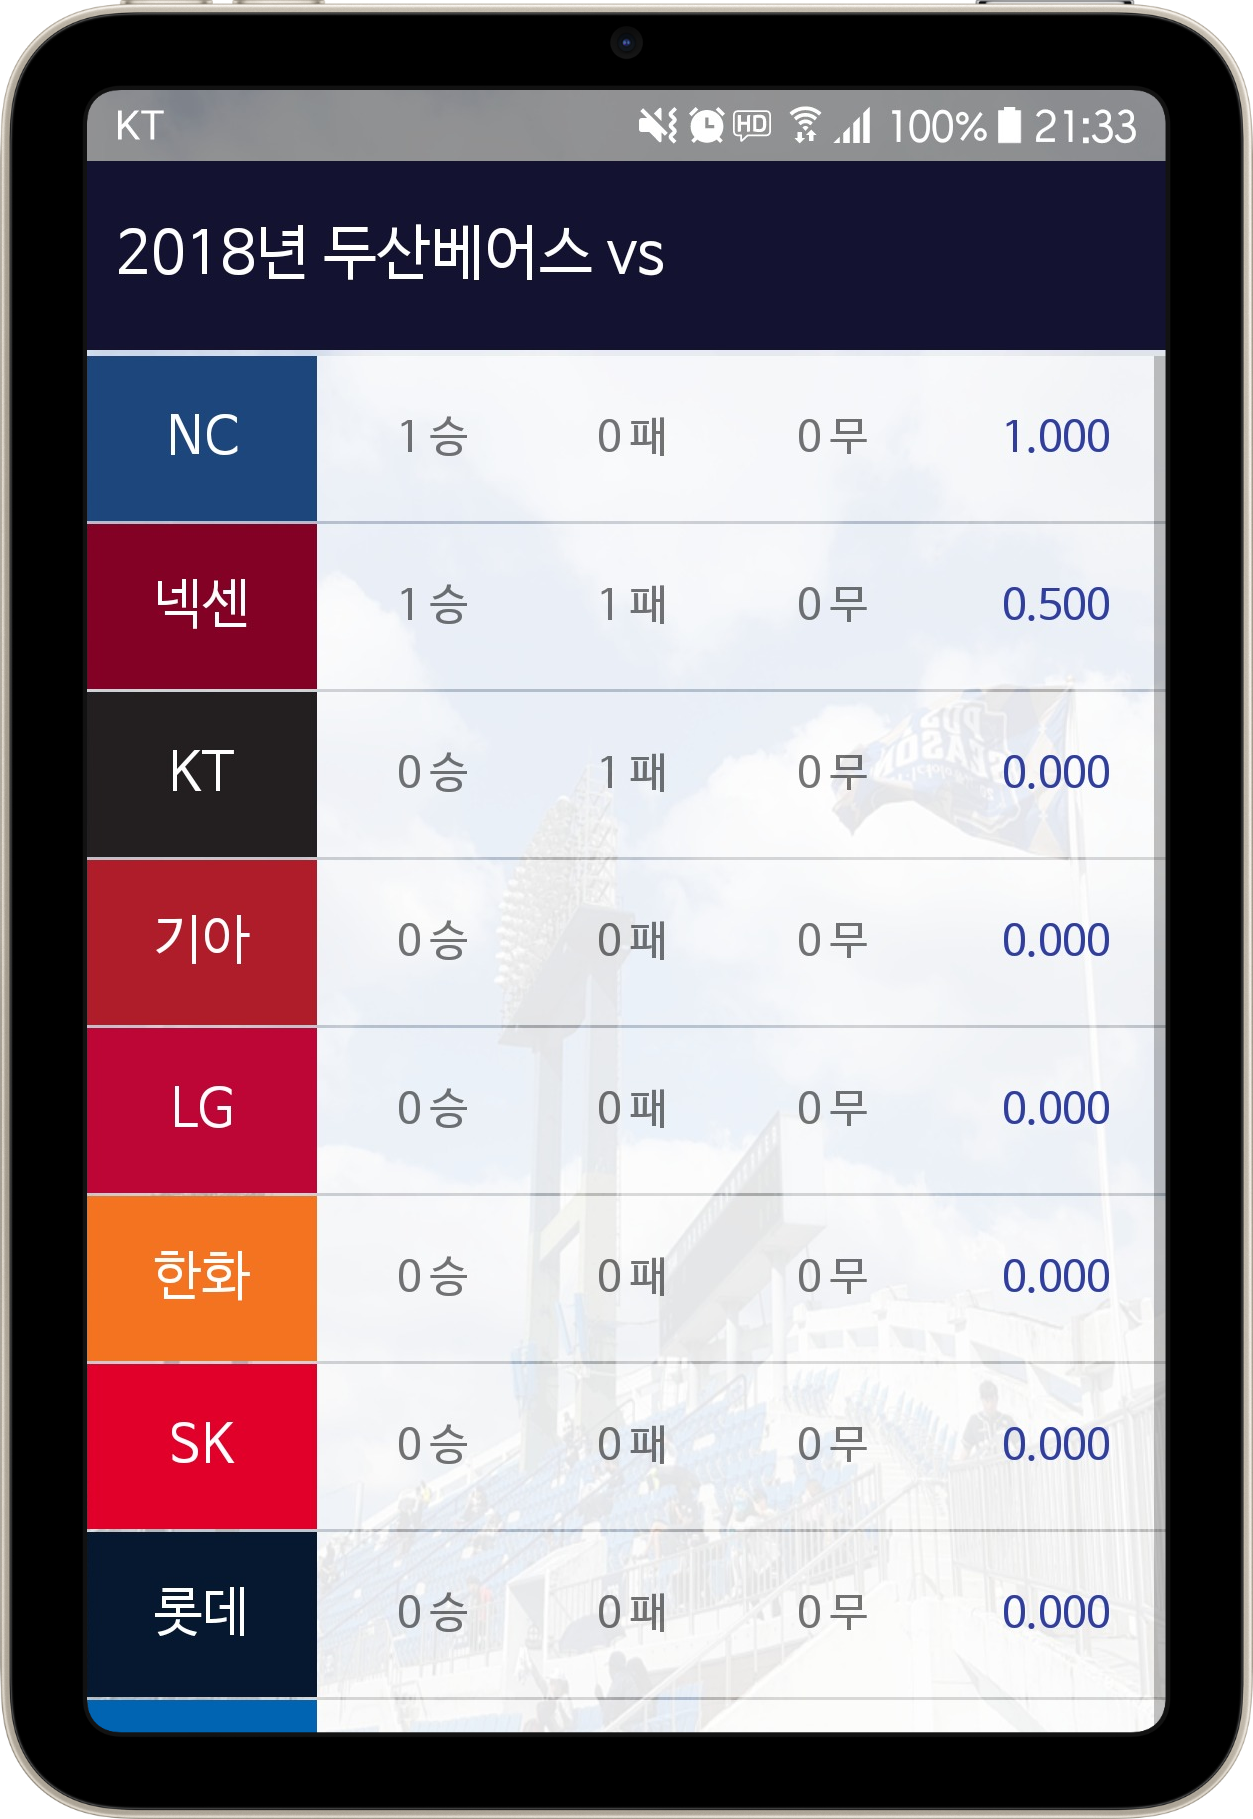 KT HD 100% 21:33
2018년 두산베어스 vs
NC 1 승 0 패 0 무 1.000
넥센 1 승 1 패 0 무 0.500
KT 0 승 1 패 0 무 0.000
기아 0 승 0 패 0 무 0.000
LG 0 승 0 패 0 무 0.000
한화 0 승 0 패 0 무 0.000
SK 0 승 0 패 0 무 0.000
롯데 0 승 0 패 0 무 0.000